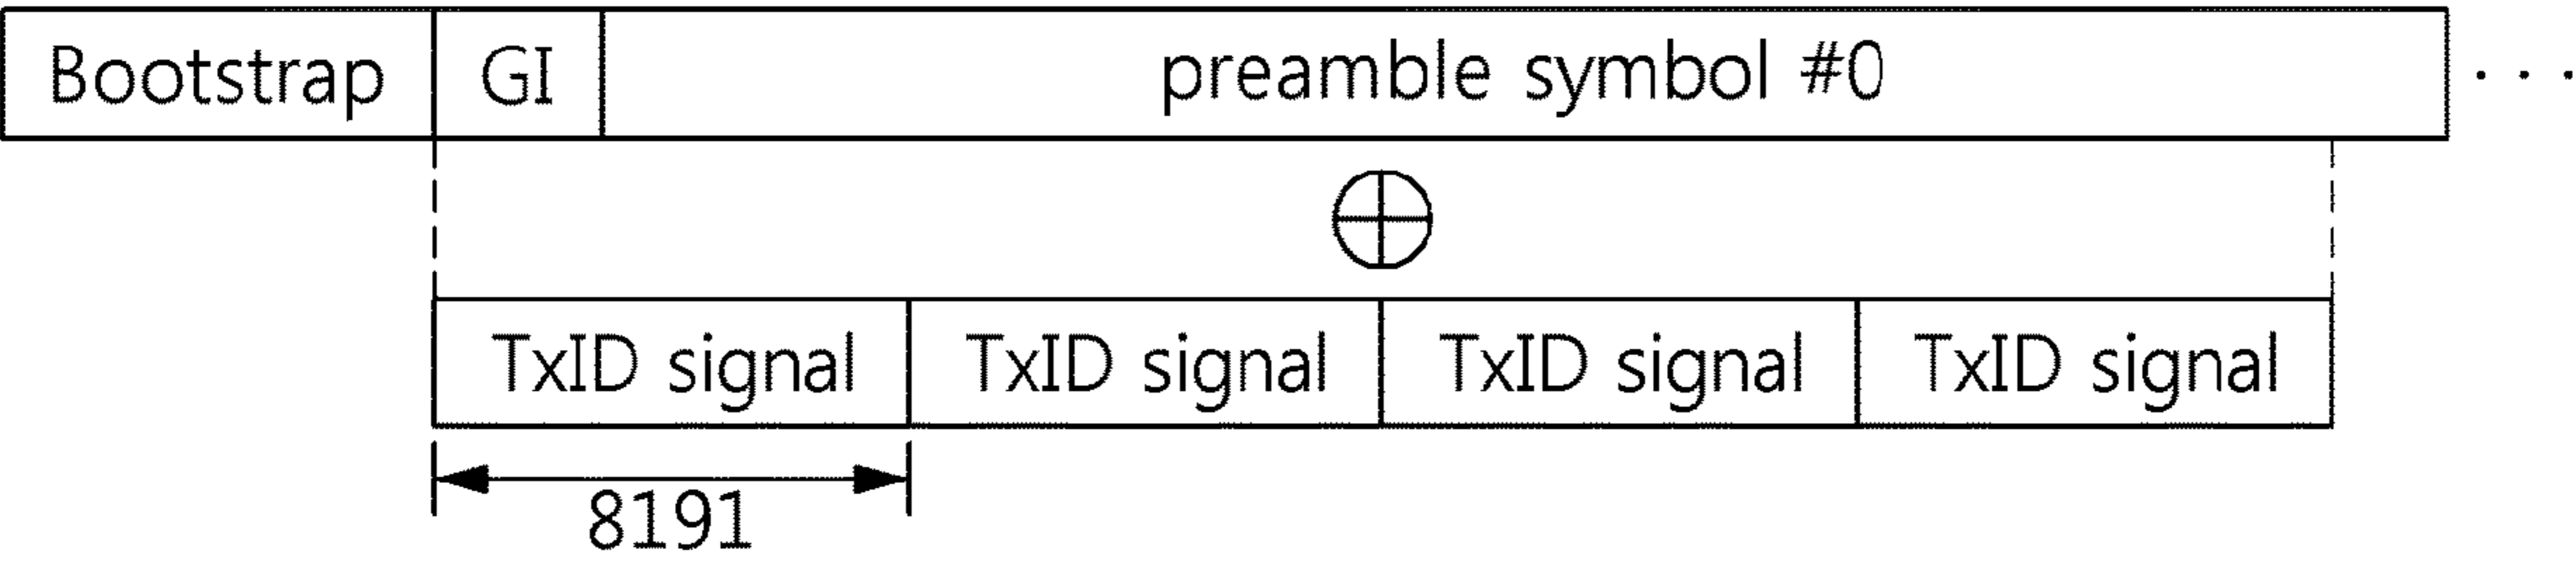 Bootstrap GI preamble symbol #0 . . .
TxID signal TxID signal TxID signal TxID signal
8191